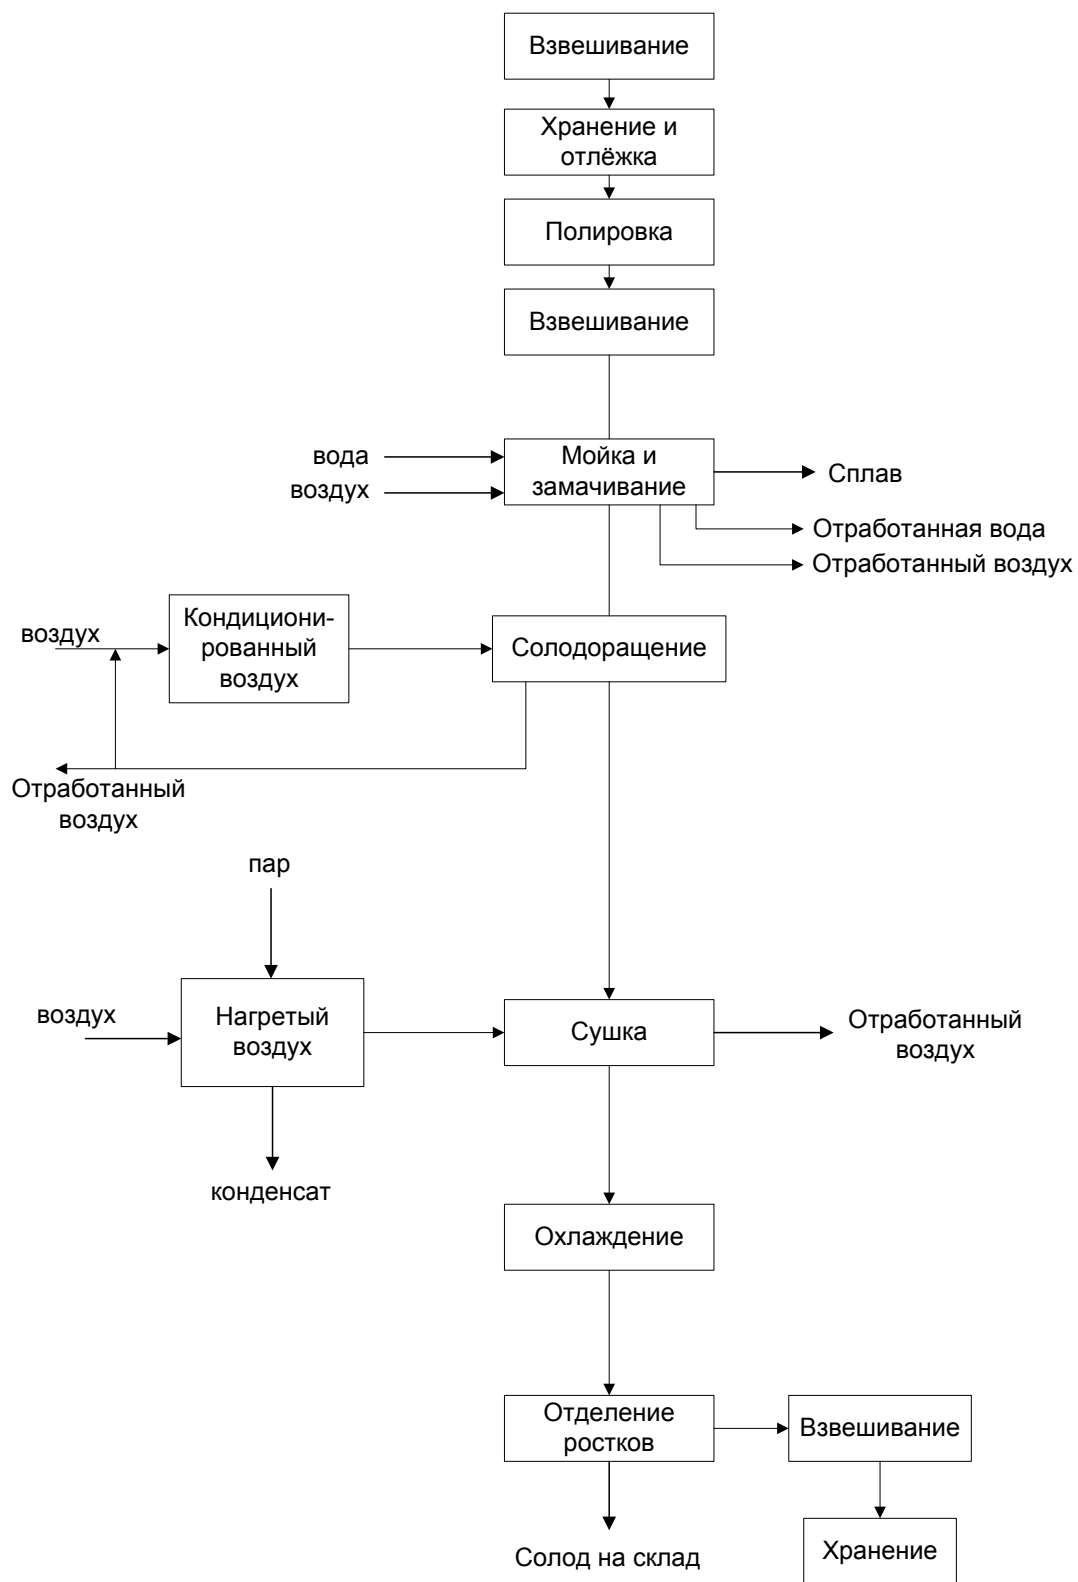 Взвешивание
Хранение и
отлёжка
Полировка
Взвешивание
вода
воздух
Мойка и
замачивание
Сплав
Отработанная вода
Отработанный воздух
воздух
Кондициони-
рованный
воздух
Солодоращение
Отработанный
воздух
пар
воздух
Нагретый
воздух
Сушка
Отработанный
воздух
конденсат
Охлаждение
Отделение
ростков
Взвешивание
Солод на склад
Хранение